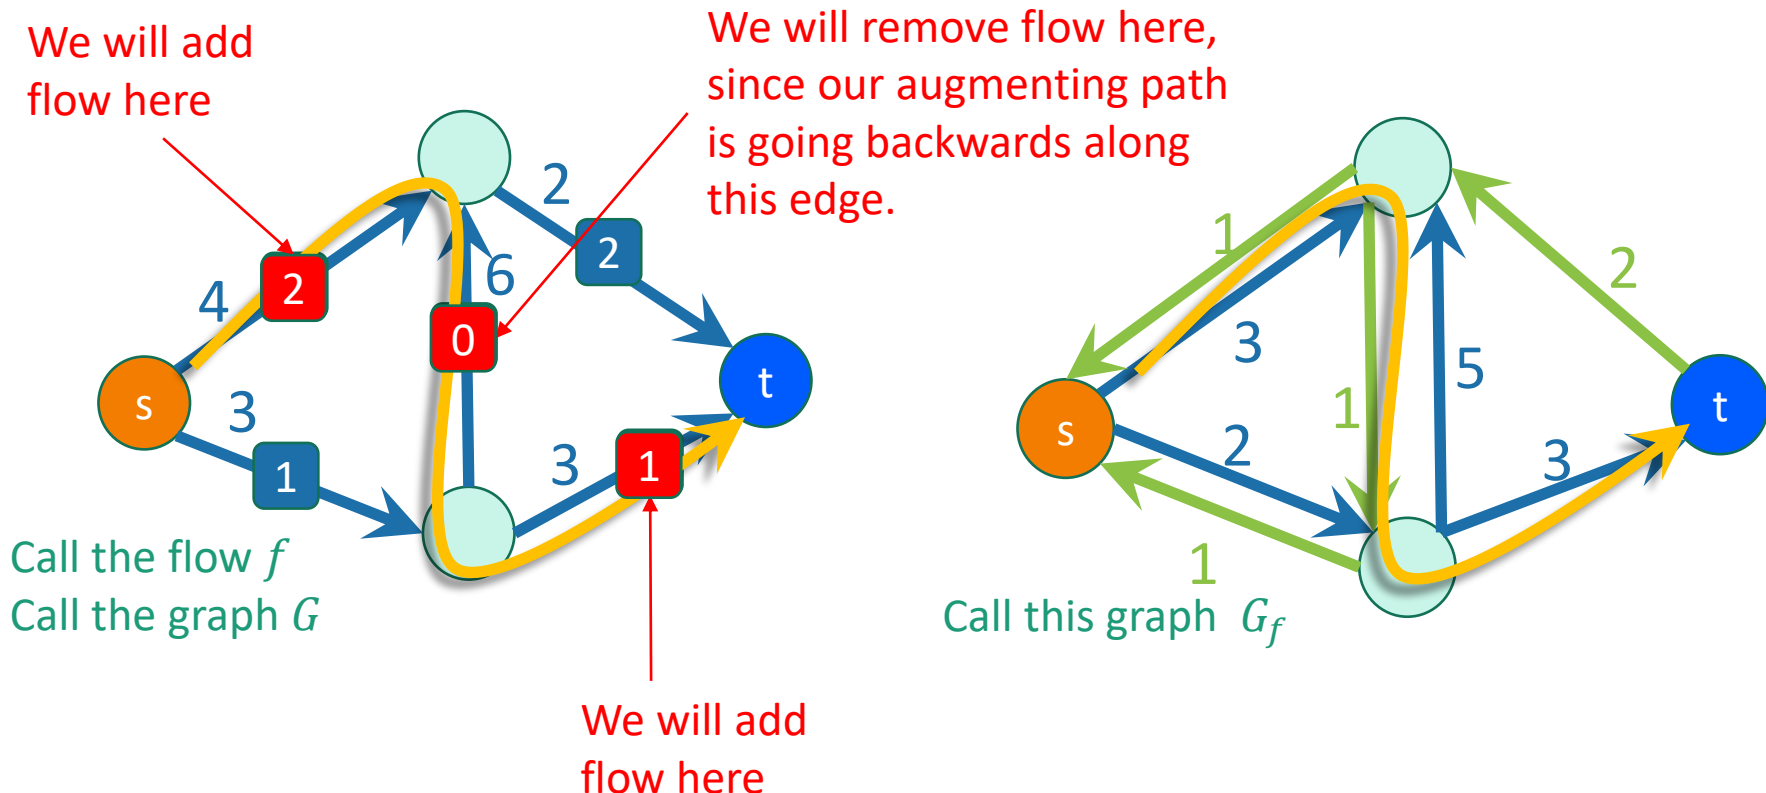 We will add
flow here
We will remove flow here,
since our augmenting path
is going backwards along
this edge.
2
2
4
2
6
0
s
3
1
3
1
t
Call the flow f
Call the graph G
We will add
flow here
1
2
3
1
5
s
2
3
t
1
Call this graph G_f